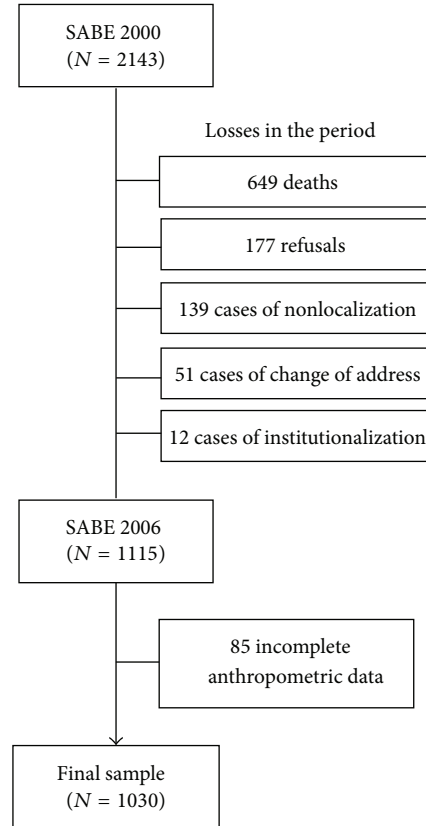 SABE 2000
(N = 2143)
Losses in the period
649 deaths
177 refusals
139 cases of nonlocalization
51 cases of change of address
12 cases of institutionalization
SABE 2006
(N = 1115)
85 incomplete
anthropometric data
Final sample
(N = 1030)